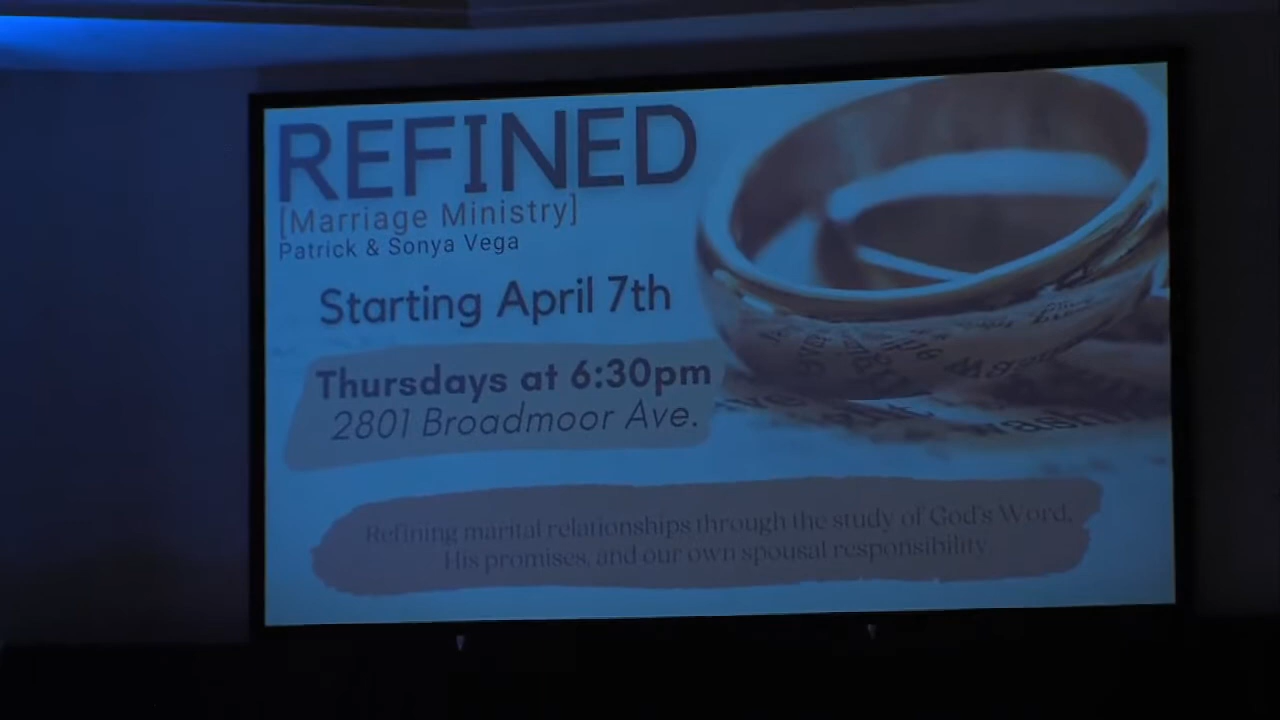 REFINED
[Marriage Ministry]
Patrick & Sonya Vega
Starting April 7th
Thursdays at 6:30pm
2801 Broadmoor Ave.
Refining marital relationships through the study of God's Word,
His promises, and our own spousal responsibility.